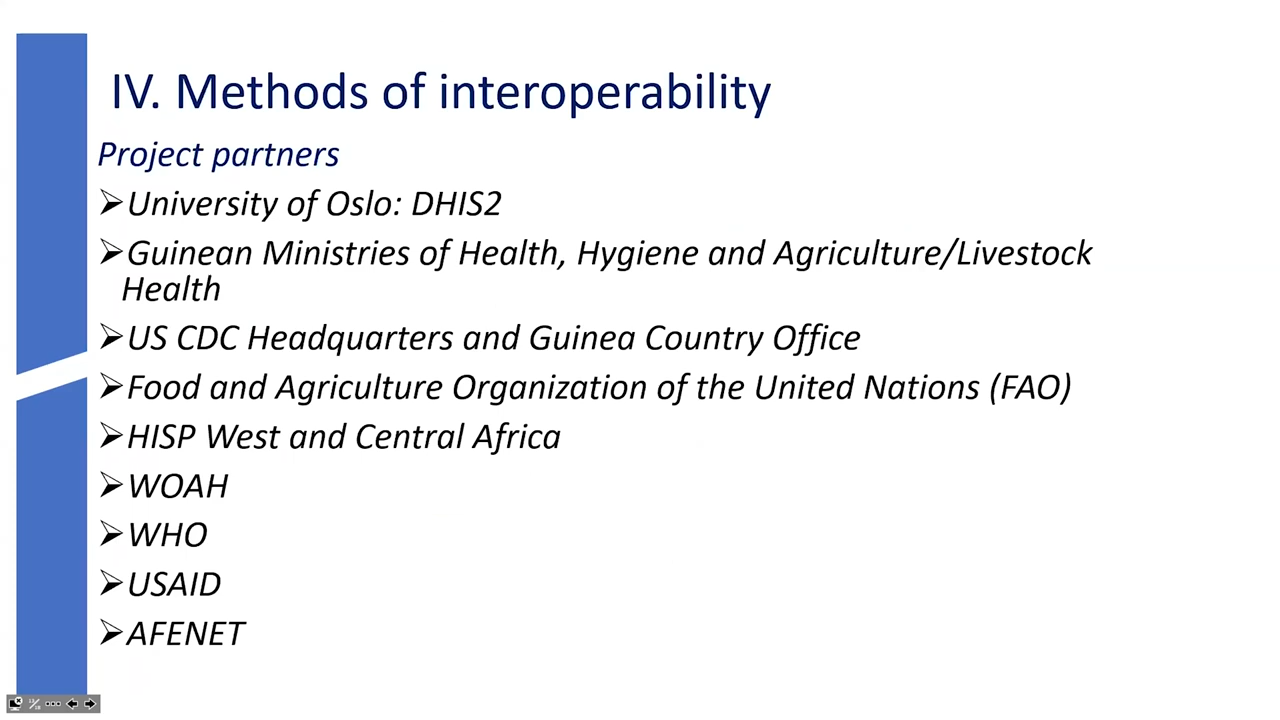 IV. Methods of interoperability
Project partners
➢University of Oslo: DHIS2
➢Guinean Ministries of Health, Hygiene and Agriculture/Livestock
Health
➢US CDC Headquarters and Guinea Country Office
➢Food and Agriculture Organization of the United Nations (FAO)
➢HISP West and Central Africa
➢WOAH
➢WHO
➢USAID
➢AFENET